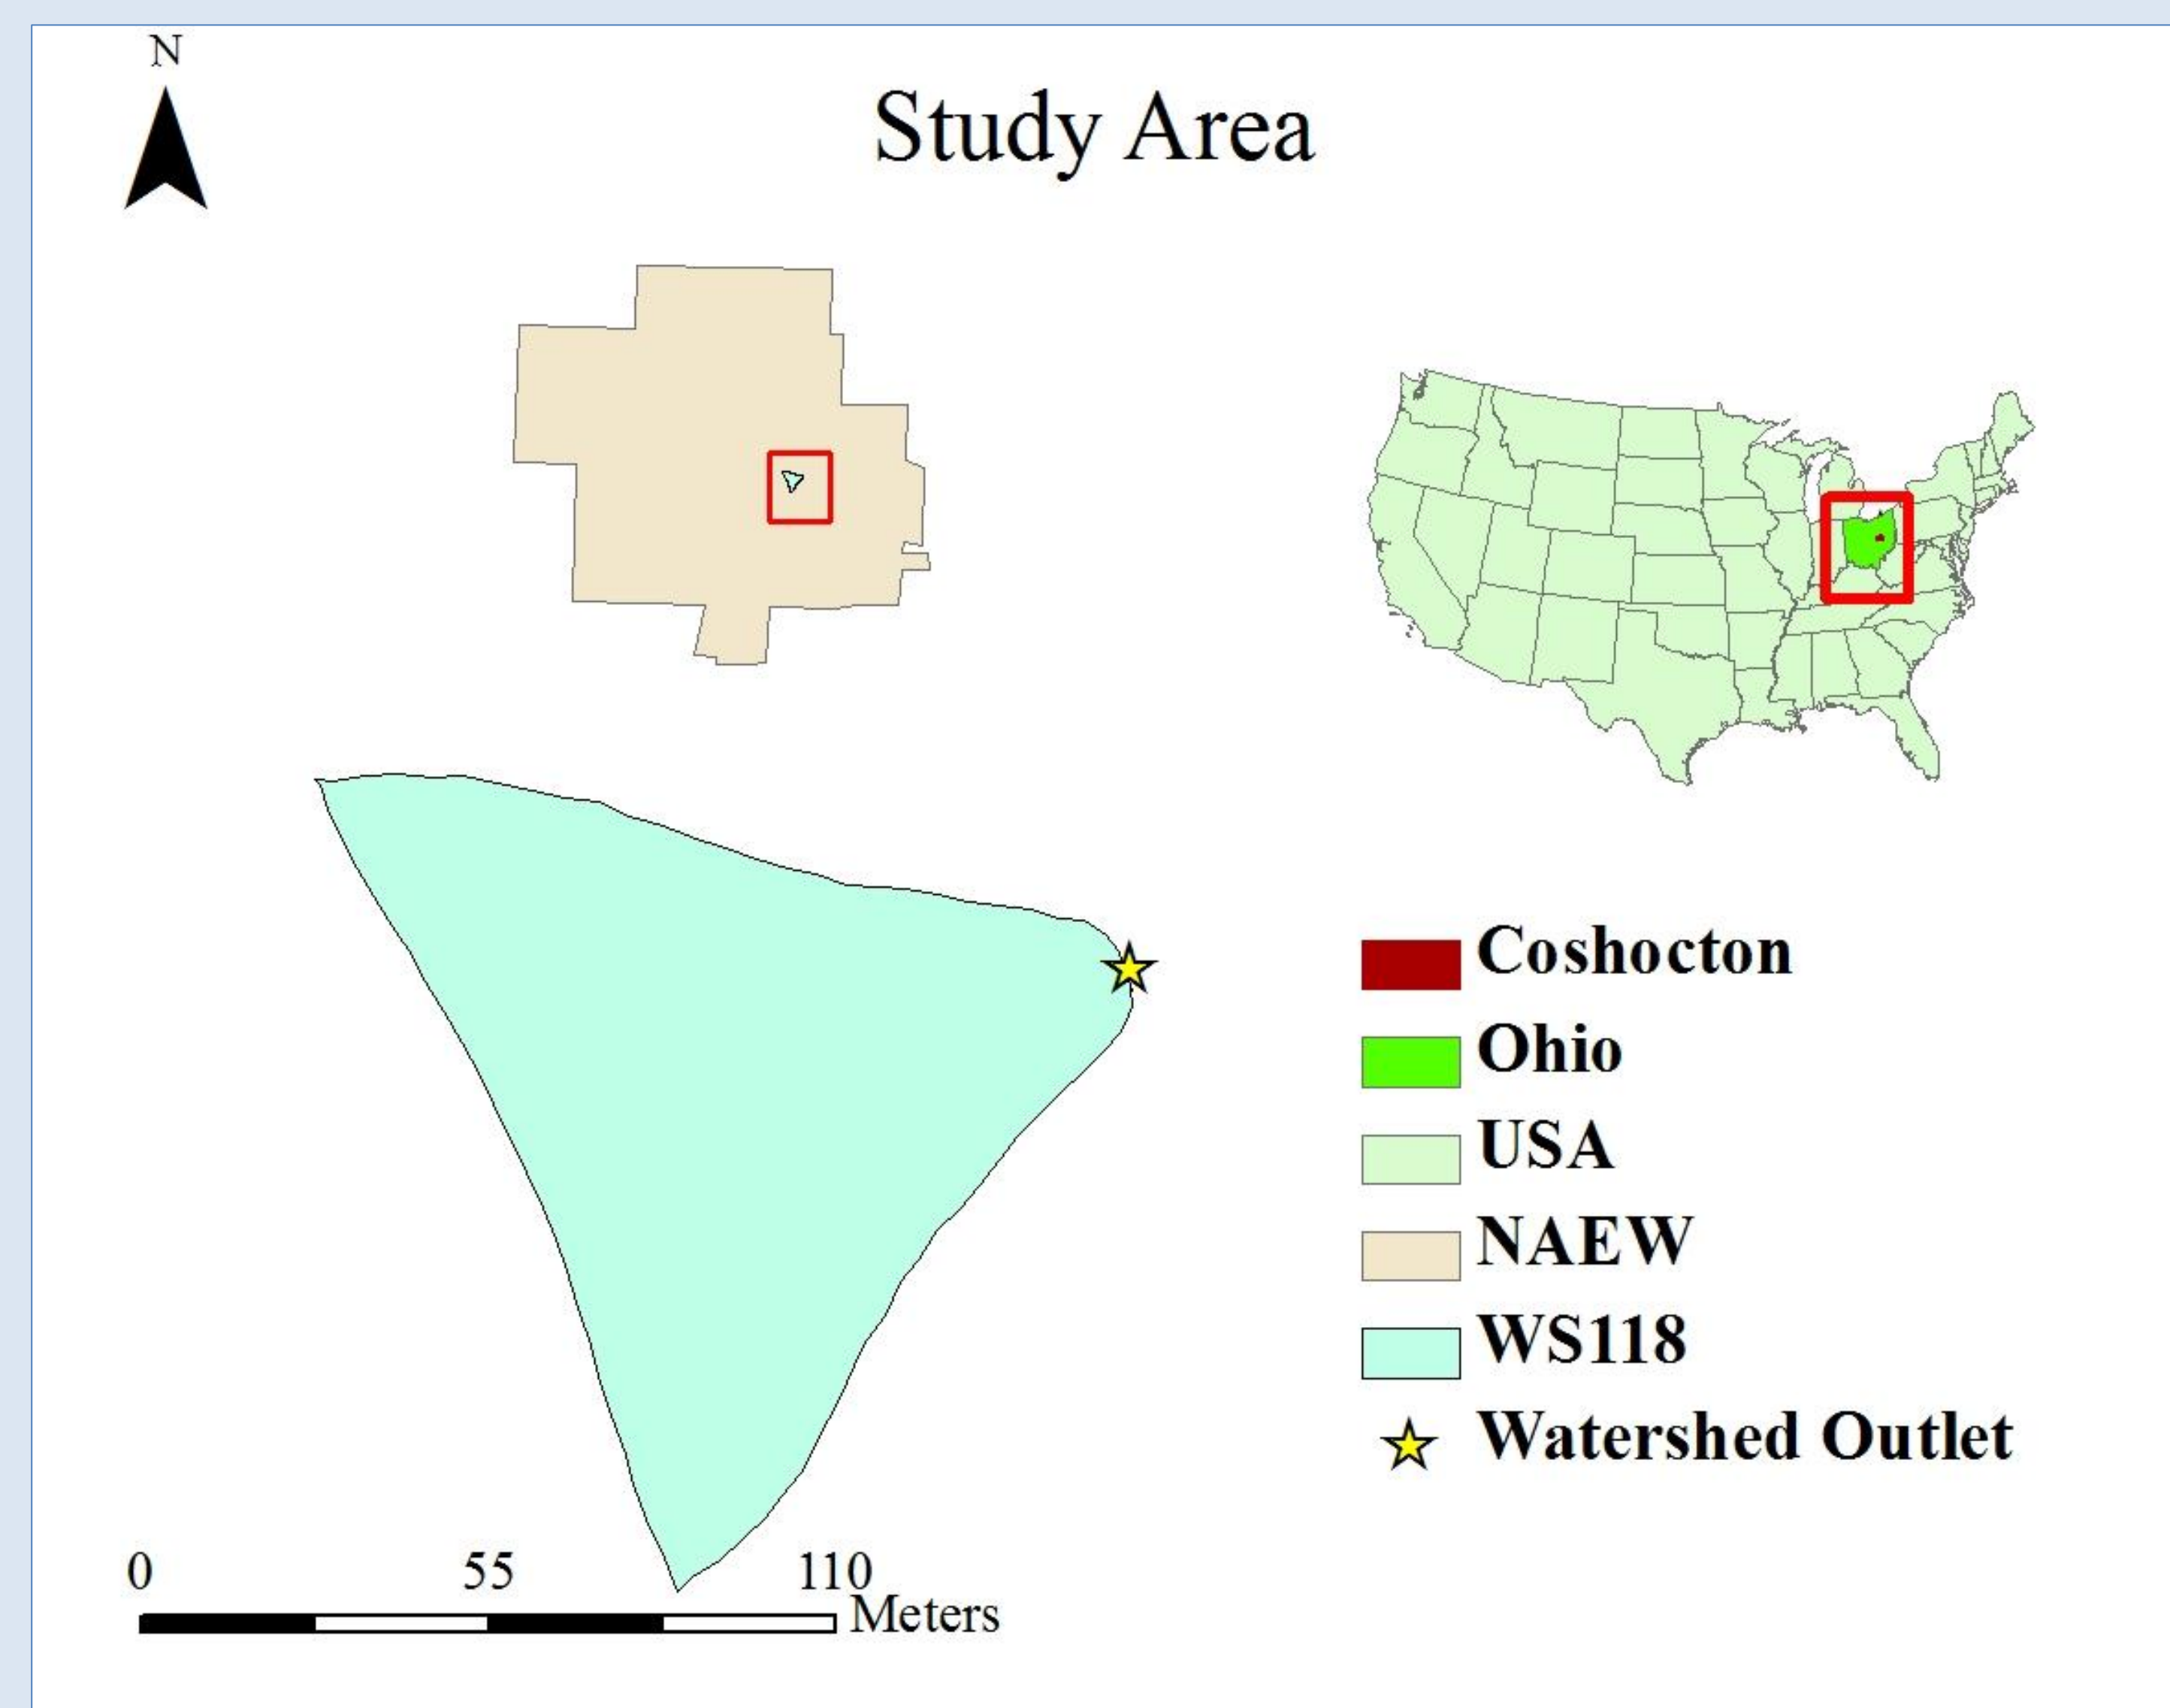 N
Study Area
Coshocton
Ohio
USA
NAEW
WS118
Watershed Outlet
0 55 110
Meters